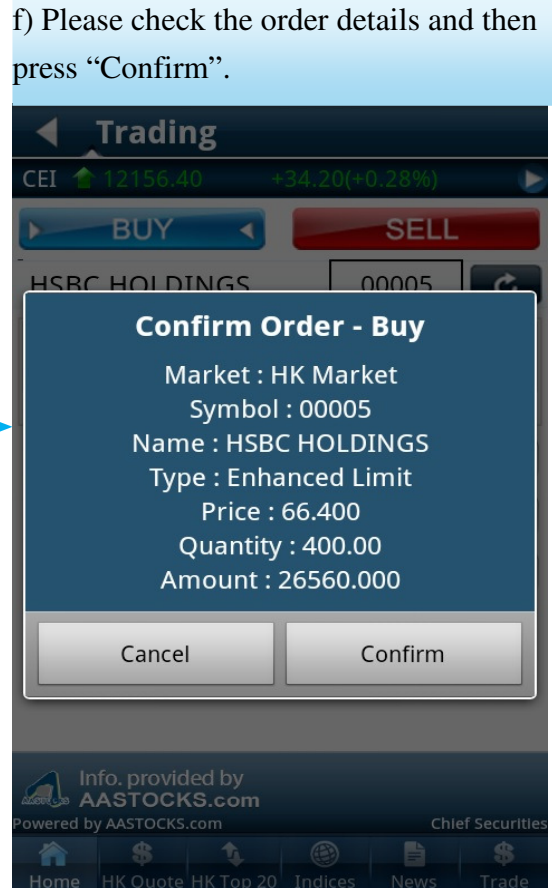 f) Please check the order details and then
press “Confirm”.
Trading
CEI 12156.40 +34.20(+0.28%)
BUY SELL
HSBC HOLDINGS 00005
Confirm Order - Buy
Market : HK Market
Symbol : 00005
Name : HSBC HOLDINGS
Type : Enhanced Limit
Price : 66.400
Quantity : 400.00
Amount : 26560.000
Cancel Confirm
Info. provided by
AASTOCKS AASTOCKS.com
Powered by AASTOCKS.com Chief Securities
Home HK Quote HK Top 20 Indices News Trade